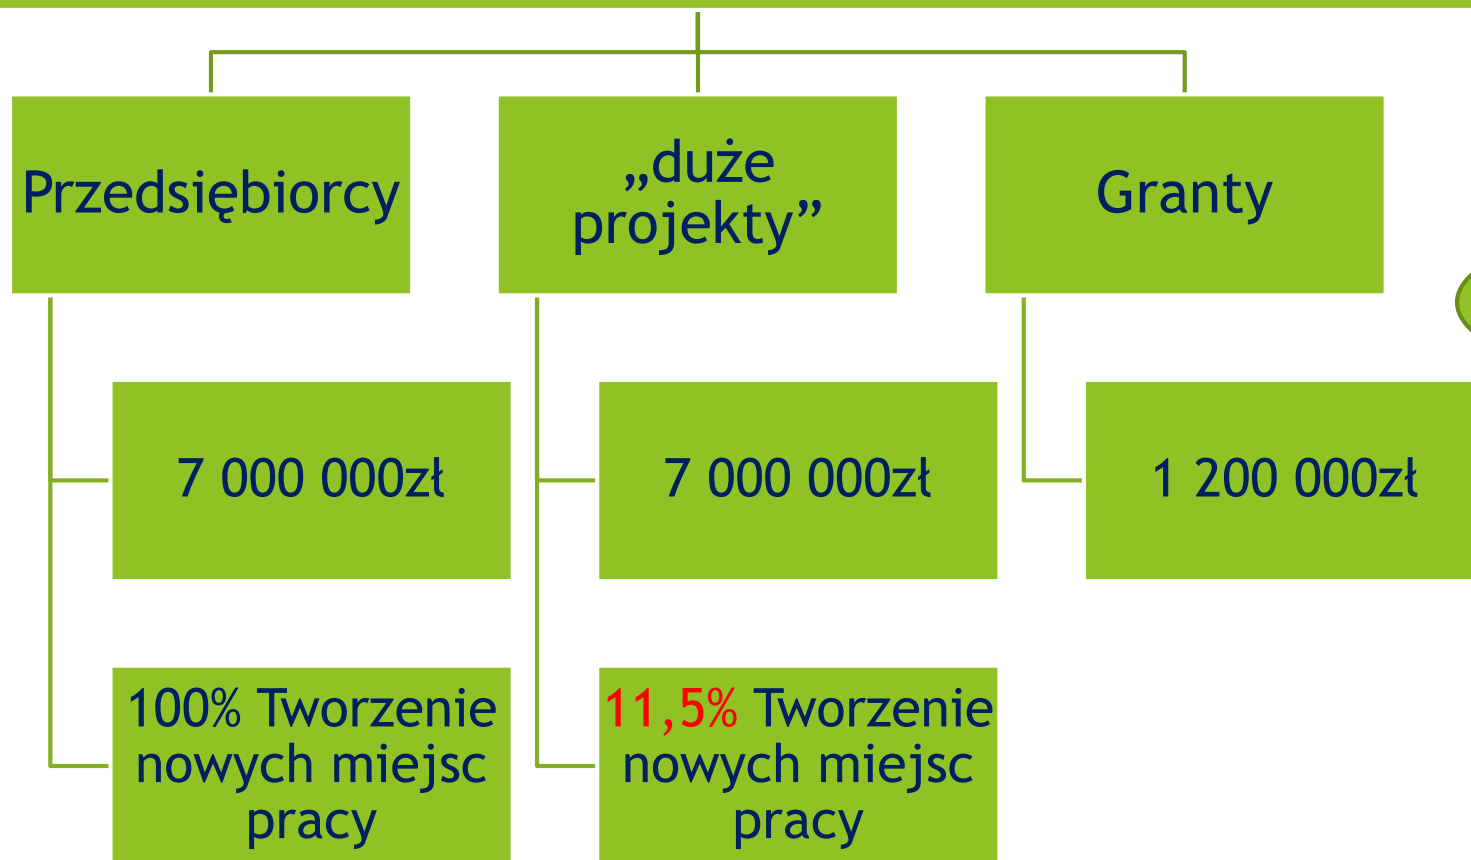 Przedsiębiorcy
„duże
projekty”
Granty
7 000 000zł
7 000 000zł
1 200 000zł
100% Tworzenie
nowych miejsc
pracy
11,5% Tworzenie
nowych miejsc
pracy